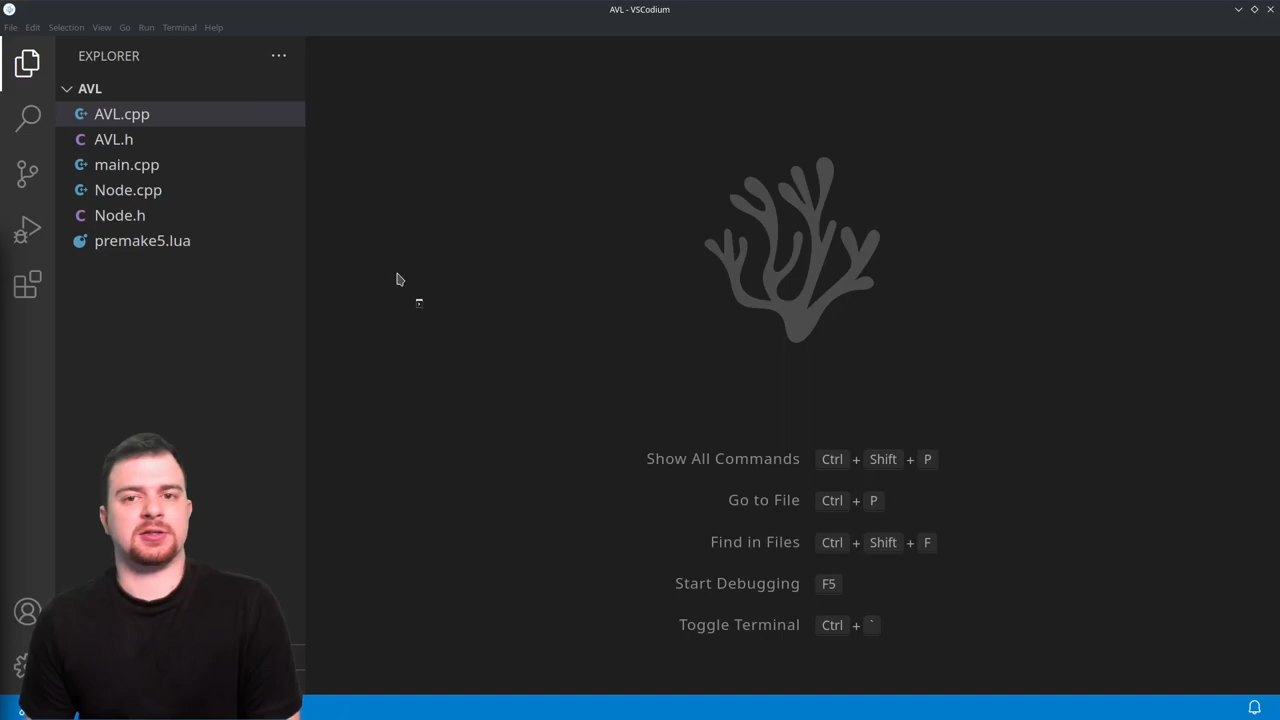 AVL - VSCodium
File Edit Selection View Go Run Terminal Help
EXPLORER
AVL
AVL.cpp
AVL.h
main.cpp
Node.cpp
Node.h
premake5.lua
Show All Commands Ctrl + Shift + P
Go to File Ctrl + P
Find in Files Ctrl + Shift + F
Start Debugging F5
Toggle Terminal Ctrl + `